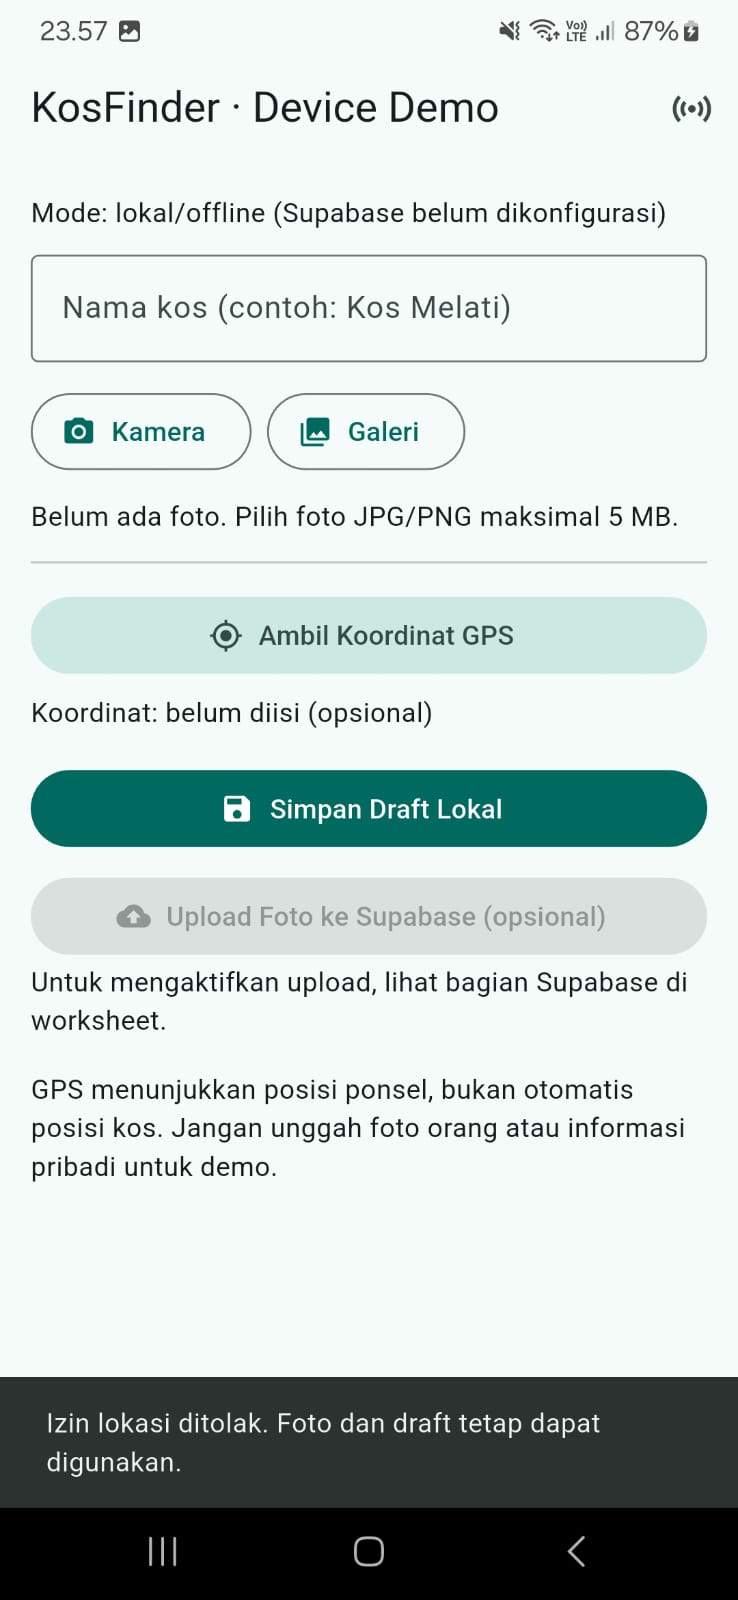 23.57
Vo)) LTE 87%
KosFinder · Device Demo
Mode: lokal/offline (Supabase belum dikonfigurasi)
Nama kos (contoh: Kos Melati)
Kamera Galeri
Belum ada foto. Pilih foto JPG/PNG maksimal 5 MB.
Ambil Koordinat GPS
Koordinat: belum diisi (opsional)
Simpan Draft Lokal
Upload Foto ke Supabase (opsional)
Untuk mengaktifkan upload, lihat bagian Supabase di
worksheet.
GPS menunjukkan posisi ponsel, bukan otomatis
posisi kos. Jangan unggah foto orang atau informasi
pribadi untuk demo.
Izin lokasi ditolak. Foto dan draft tetap dapat
digunakan.